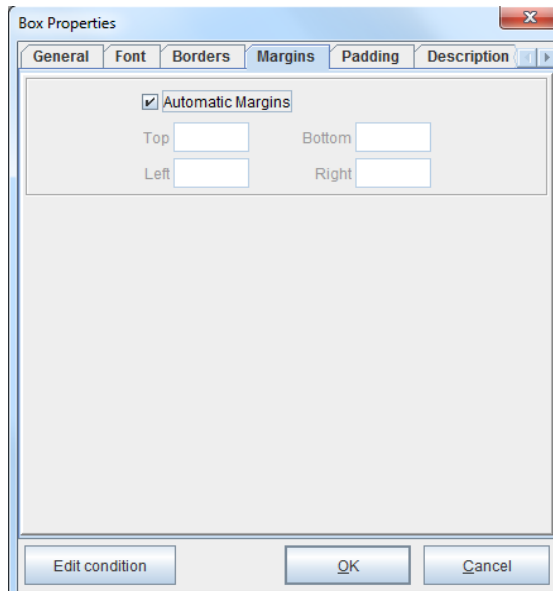 Box Properties
General Font Borders Margins Padding Description
Automatic Margins
Top Bottom
Left Right
Edit condition OK Cancel